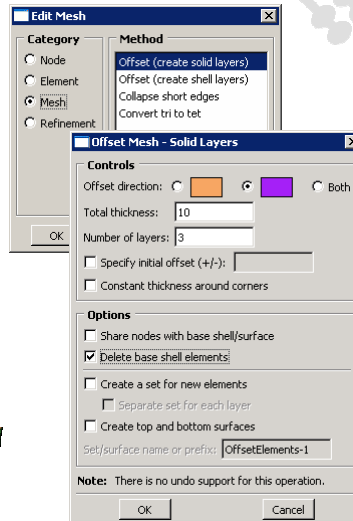 Edit Mesh
Category
Method
Node
Element
Mesh
Refinement
Offset (create solid layers)
Offset (create shell layers)
Collapse short edges
Convert tri to tet
OK
Offset Mesh - Solid Layers
Controls
Offset direction:
Both
Total thickness: 10
Number of layers: 3
Specify initial offset (+/-):
Constant thickness around corners
Options
Share nodes with base shell/surface
Delete base shell elements
Create a set for new elements
Separate set for each layer
Create top and bottom surfaces
Set/surface name or prefix: OffsetElements-1
Note: There is no undo support for this operation.
OK Cancel